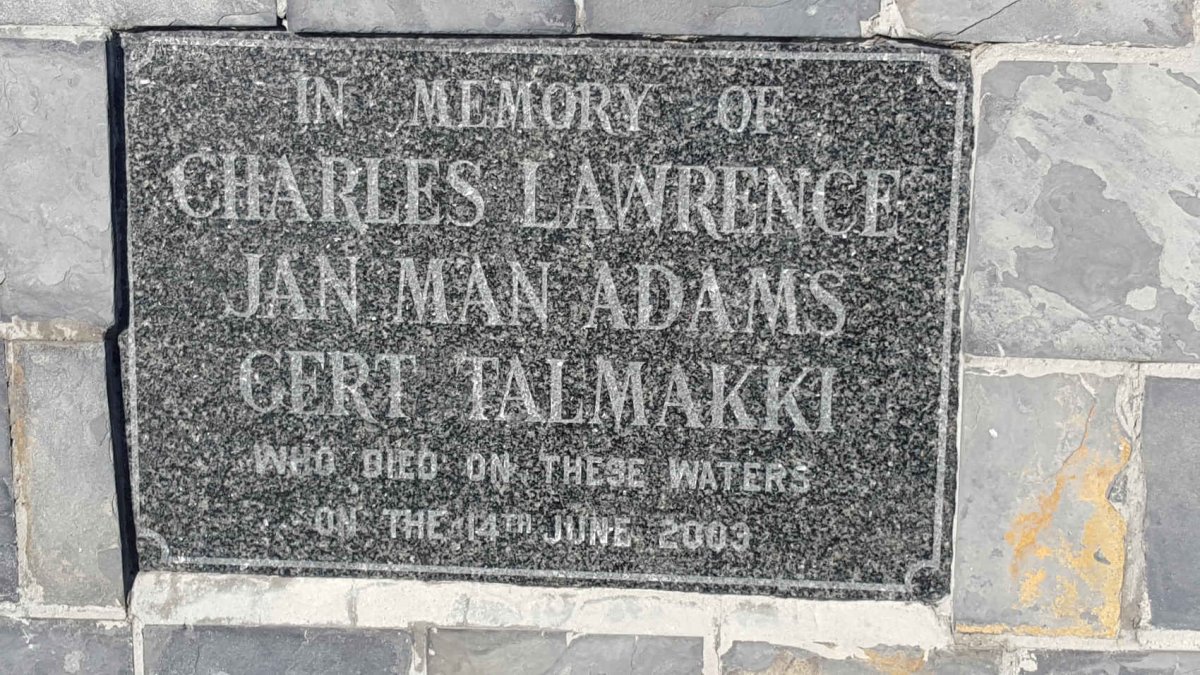 IN MEMORY OF
CHARLES LAWRENCE
JAN MAN ADAMS
GERT TALMAKKI
WHO DIED ON THESE WATERS
ON THE 14TH JUNE 2003